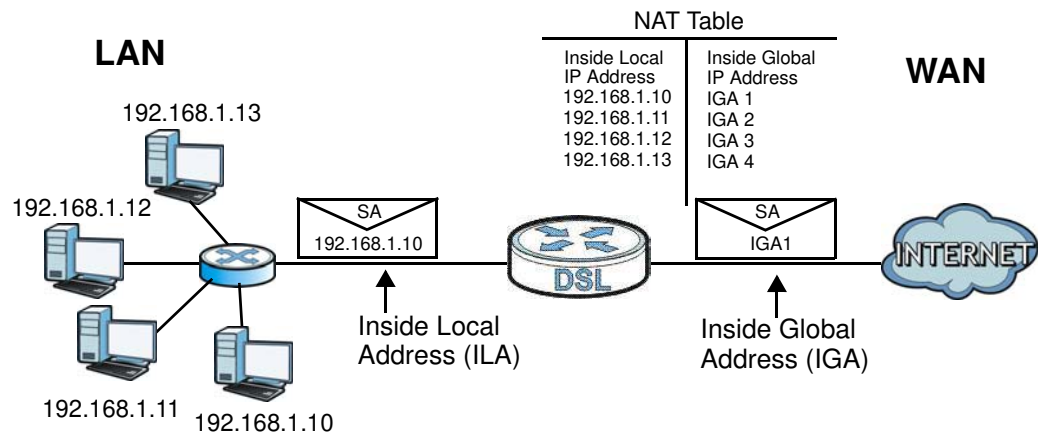 NAT Table
LAN
WAN
Inside Local
IP Address
192.168.1.10
192.168.1.11
192.168.1.12
192.168.1.13
Inside Global
IP Address
IGA 1
IGA 2
IGA 3
IGA 4
192.168.1.13
192.168.1.12
192.168.1.11
192.168.1.10
SA
192.168.1.10
Inside Local
Address (ILA)
DSL
SA
IGA1
Inside Global
Address (IGA)
INTERNET